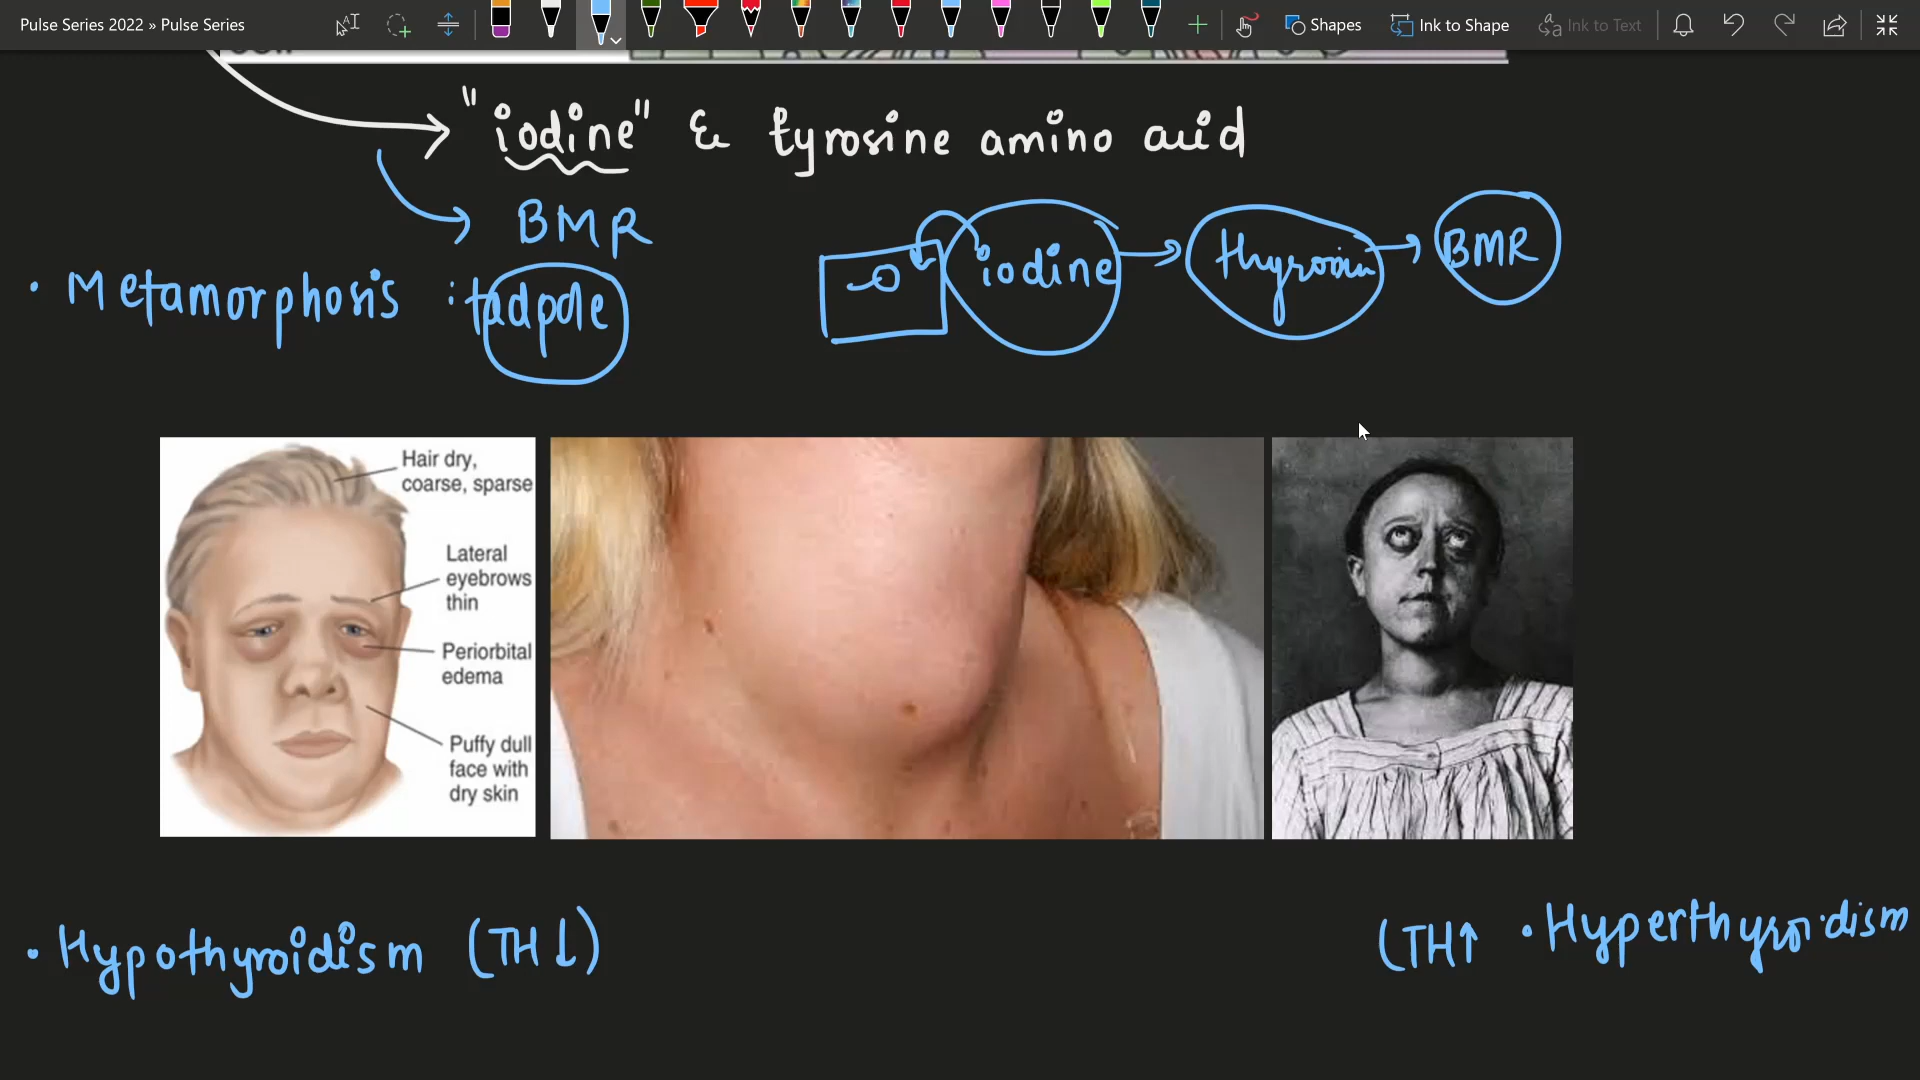 Pulse Series 2022 » Pulse Series
Shapes
Ink to Shape
Ink to Text
"iodine" & tyrosine amino acid
BMR
iodine → Thyroxin → BMR
• Metamorphosis : tadpole
Hair dry,
coarse, sparse
Lateral
eyebrows
thin
Periorbital
edema
Puffy dull
face with
dry skin
• Hypothyroidism (TH↓)
(TH↑ • Hyperthyroidism